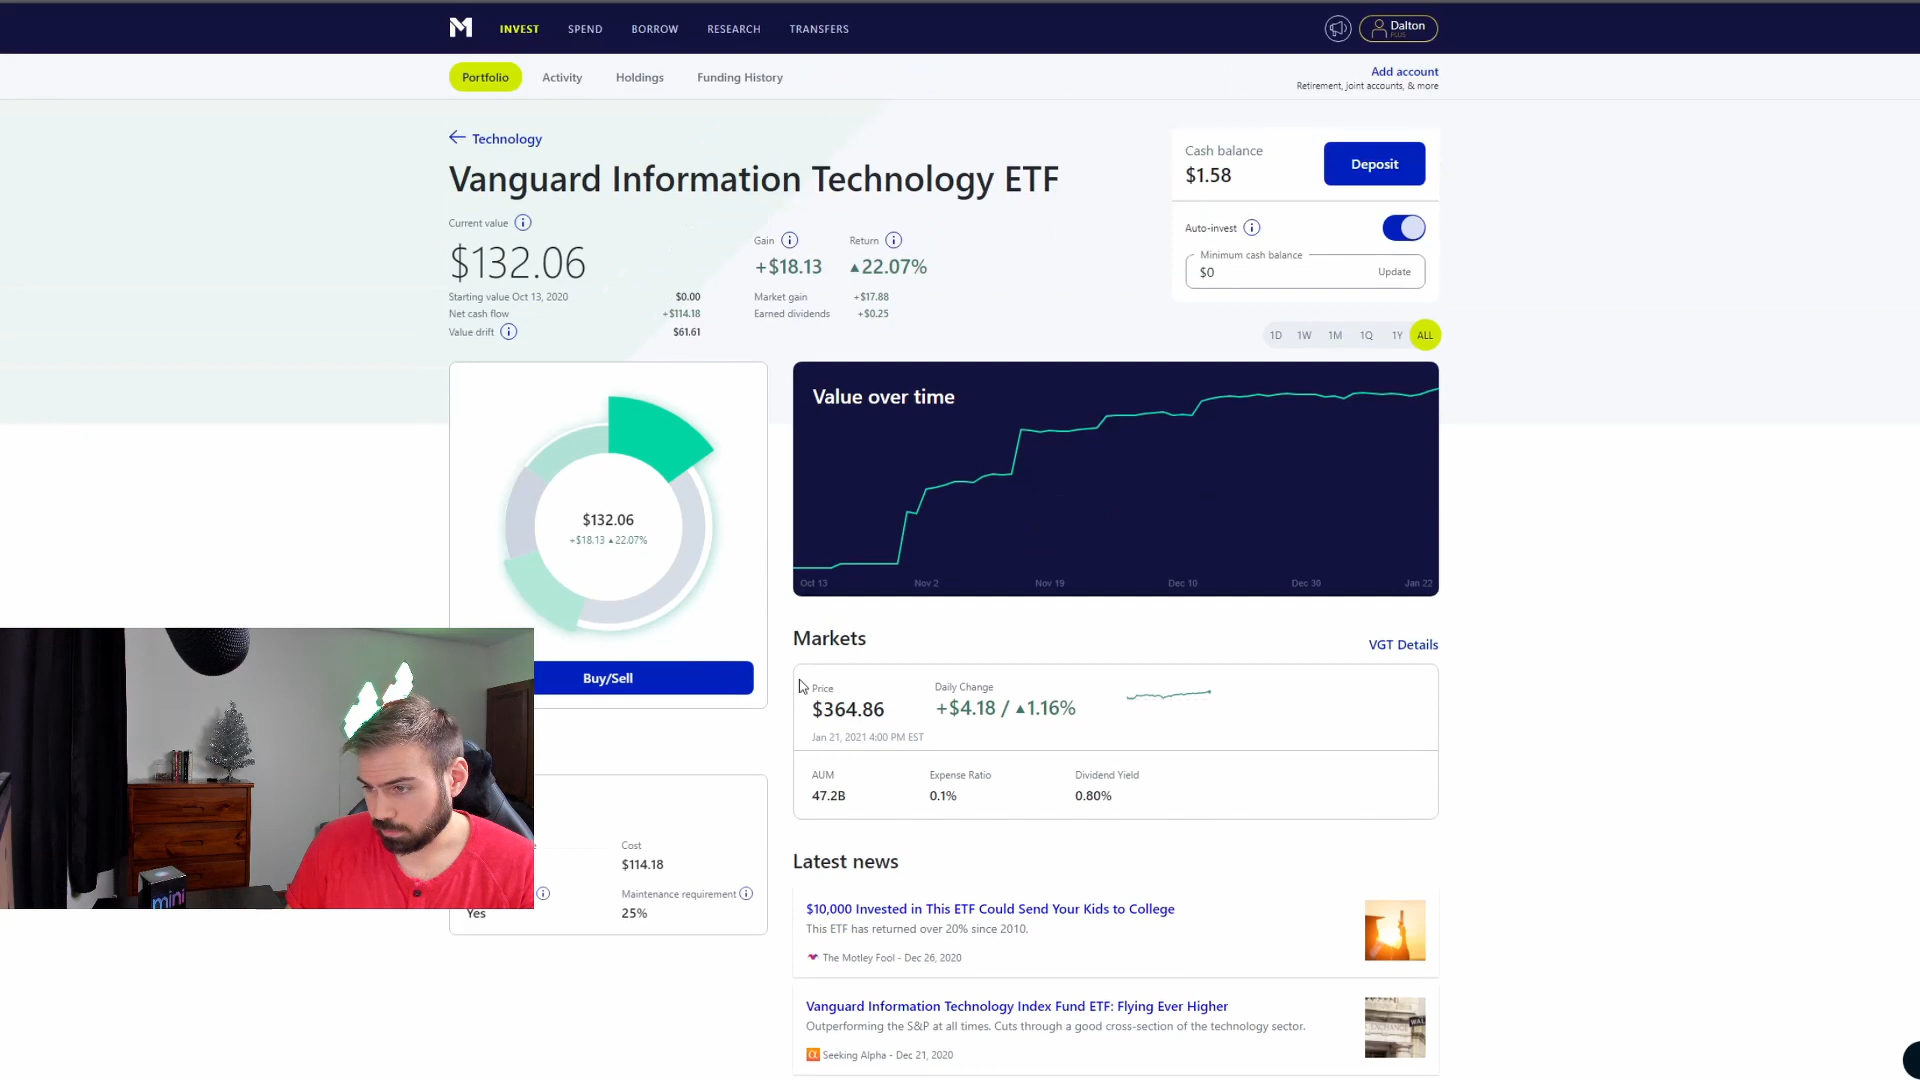 INVEST SPEND BORROW RESEARCH TRANSFERS
Dalton
PLUS
Portfolio Activity Holdings Funding History
Add account
Retirement, joint accounts, & more
Technology
Vanguard Information Technology ETF
Cash balance
$1.58
Deposit
Current value
$132.06
Gain Return
+$18.13 ▲22.07%
Auto-invest
Minimum cash balance
$0 Update
Starting value Oct 13, 2020 $0.00
Net cash flow +$114.18
Value drift $61.61
Market gain +$17.88
Earned dividends +$0.25
1D 1W 1M 1Q 1Y ALL
$132.06
+$18.13 ▲22.07%
Buy/Sell
Value over time
Oct 13 Nov 2 Nov 19 Dec 10 Dec 30 Jan 22
Markets
VGT Details
Price
$364.86
Jan 21, 2021 4:00 PM EST
Daily Change
+$4.18 / ▲1.16%
AUM Expense Ratio Dividend Yield
47.2B 0.1% 0.80%
mini
Cost
$114.18
Maintenance requirement
Yes 25%
Latest news
$10,000 Invested in This ETF Could Send Your Kids to College
This ETF has returned over 20% since 2010.
The Motley Fool - Dec 26, 2020
Vanguard Information Technology Index Fund ETF: Flying Ever Higher
Outperforming the S&P at all times. Cuts through a good cross-section of the technology sector.
Seeking Alpha - Dec 21, 2020